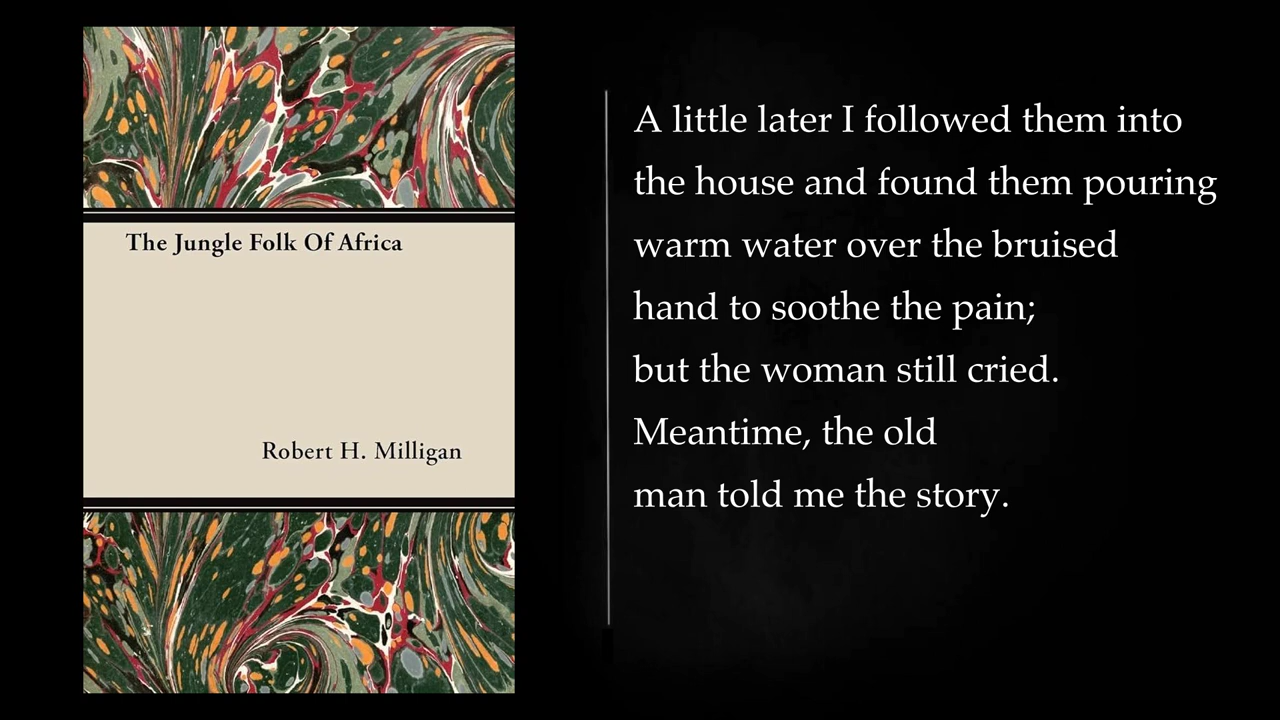 The Jungle Folk Of Africa
Robert H. Milligan
A little later I followed them into
the house and found them pouring
warm water over the bruised
hand to soothe the pain;
but the woman still cried.
Meantime, the old
man told me the story.